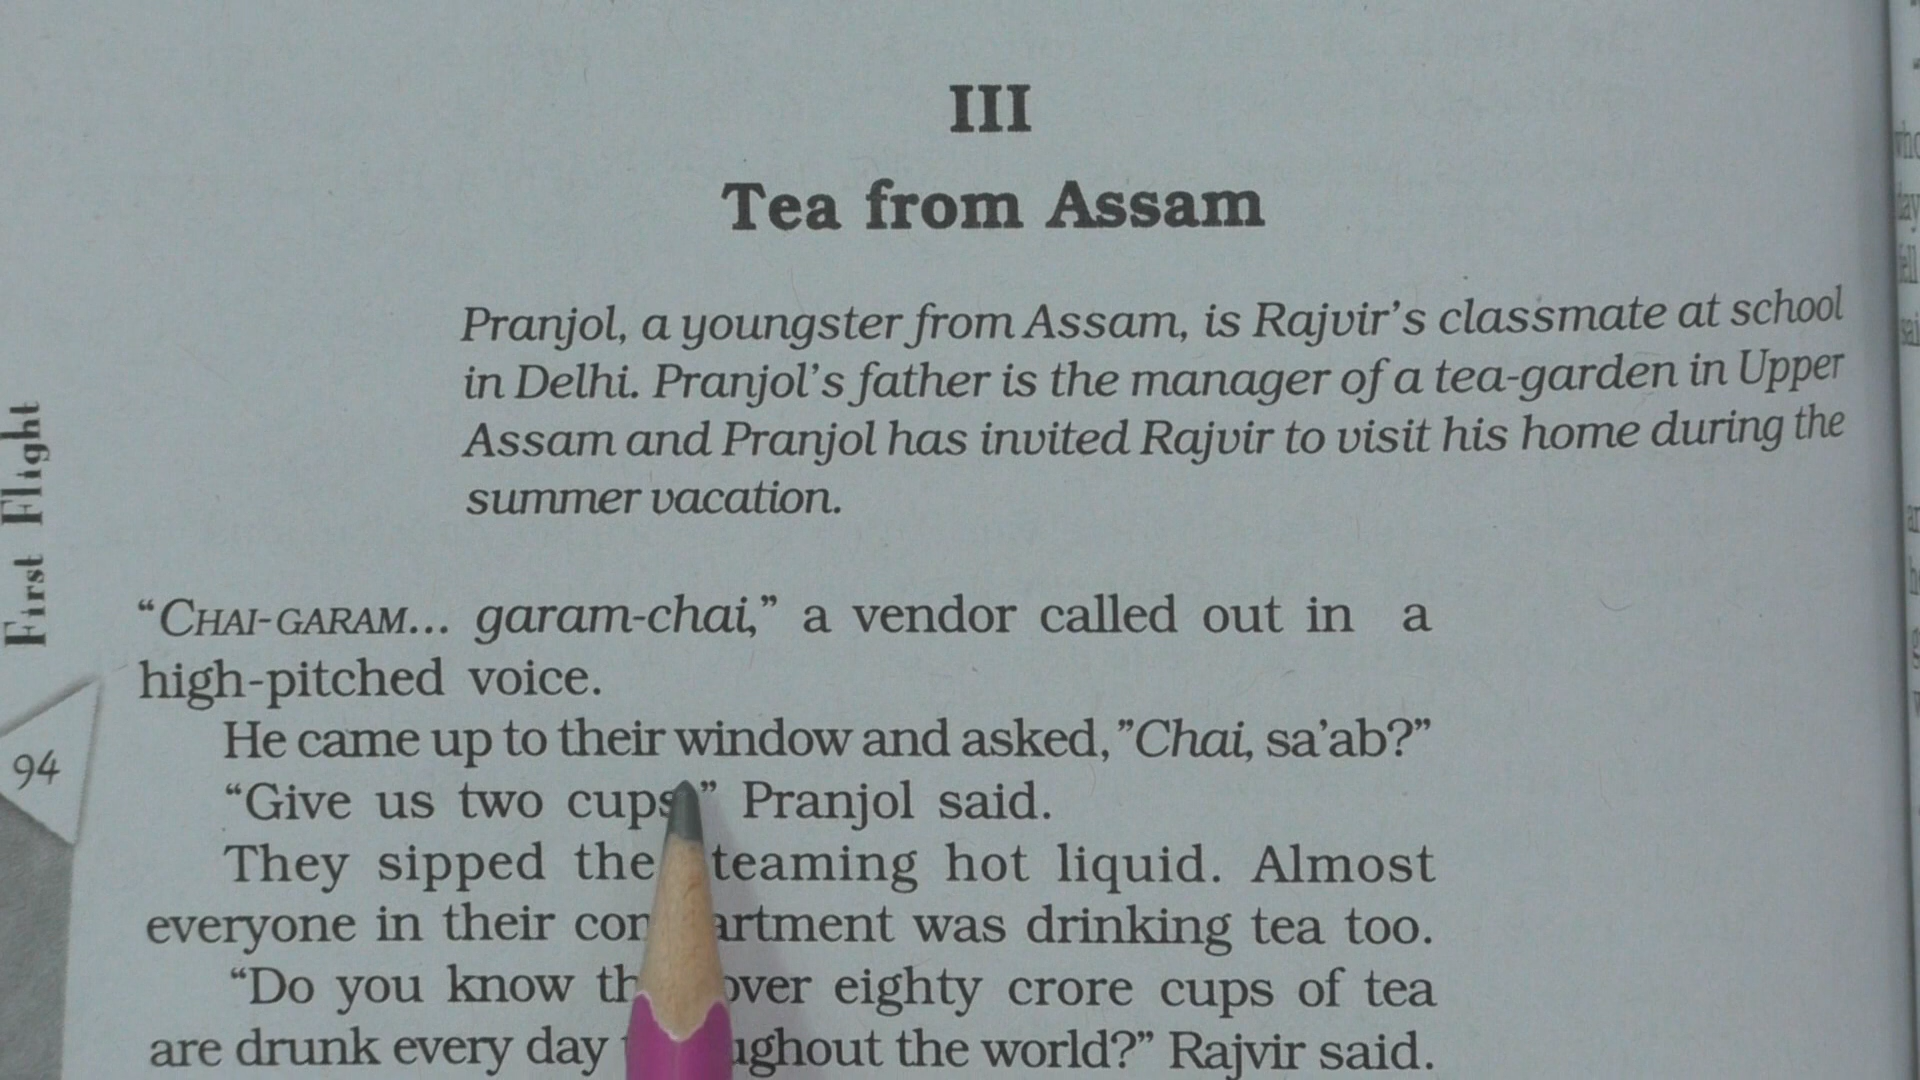 III
Tea from Assam
Pranjol, a youngster from Assam, is Rajvir’s classmate at school
in Delhi. Pranjol’s father is the manager of a tea-garden in Upper
Assam and Pranjol has invited Rajvir to visit his home during the
summer vacation.
“CHAI-GARAM... garam-chai,” a vendor called out in a
high-pitched voice.
He came up to their window and asked, ”Chai, sa’ab?”
“Give us two cups” Pranjol said.
They sipped the teaming hot liquid. Almost
everyone in their was drinking tea too.
“Do you know over eighty crore cups of tea
are drunk every day the world?” Rajvir said.
First Flight
94